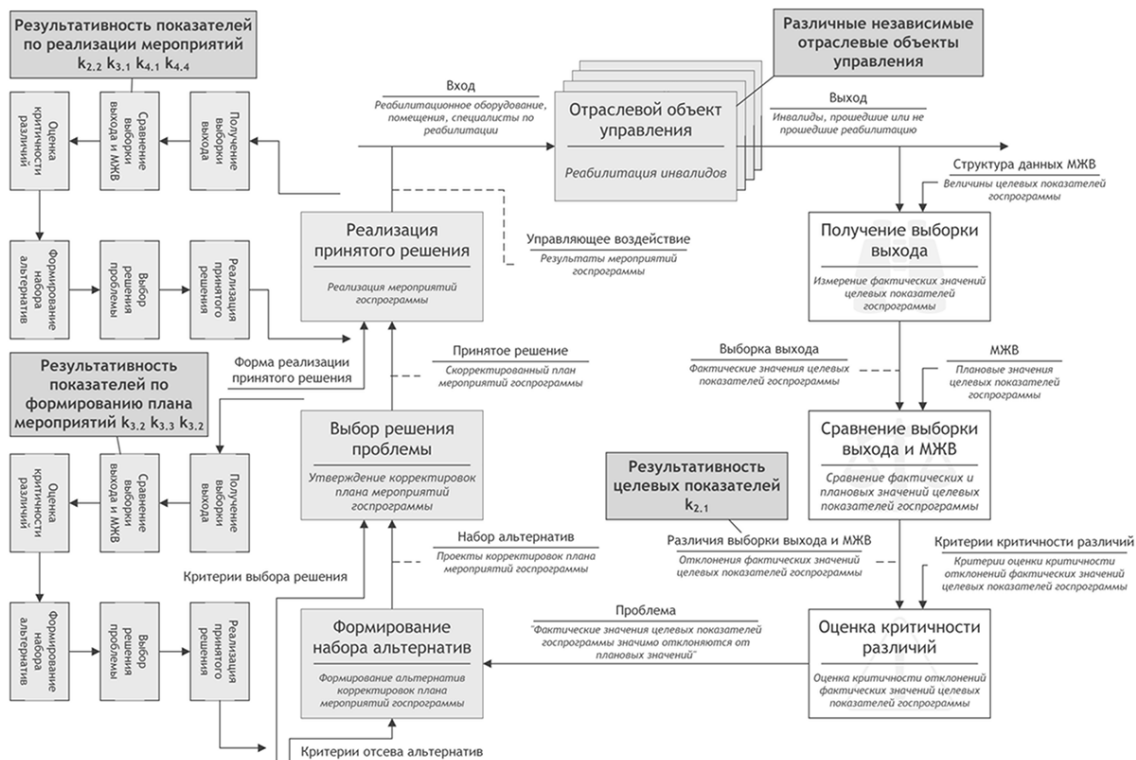 Результативность показателей
по реализации мероприятий
k2.2 k3.1 k4.1 k4.4
Оценка
критичности
различий
Сравнение
выборки
выхода и МЖВ
Получение
выборки
выхода
Формирование
набора
альтернатив
Выбор
решения
проблемы
Реализация
принятого
решения
Вход
Реабилитационное оборудование,
помещения, специалисты по
реабилитации
Отраслевой объект
управления
Реабилитация инвалидов
Различные независимые
отраслевые объекты
управления
Выход
Инвалиды, прошедшие или не
прошедшие реабилитацию
Структура данных МЖВ
Величины целевых показателей
госпрограммы
Реализация
принятого решения
Реализация мероприятий
госпрограммы
Управляющее воздействие
Результаты мероприятий
госпрограммы
Получение выборки
выхода
Измерение фактических значений
целевых показателей
госпрограммы
Форма реализации
принятого решения
Принятое решение
Скорректированный план
мероприятий госпрограммы
Выборка выхода
Фактические значения целевых
показателей госпрограммы
МЖВ
Плановые значения
целевых показателей
госпрограммы
Результативность
показателей по
формированию плана
мероприятий k3.2 k3.3 k3.2
Оценка
критичности
различий
Сравнение
выборки
выхода и МЖВ
Получение
выборки
выхода
Формирование
набора
альтернатив
Выбор
решения
проблемы
Реализация
принятого
решения
Выбор решения
проблемы
Утверждение корректировок
плана мероприятий
госпрограммы
Сравнение выборки
выхода и МЖВ
Сравнение фактических и
плановых значений целевых
показателей госпрограммы
Результативность
целевых показателей
k2.1
Критерии выбора решения
Набор альтернатив
Проекты корректировок плана
мероприятий госпрограммы
Различия выборки выхода и МЖВ
Отклонения фактических значений
целевых показателей госпрограммы
Критерии критичности различий
Критерии оценки критичности
отклонений фактических значений
целевых показателей госпрограммы
Формирование
набора альтернатив
Формирование альтернатив
корректировок плана
мероприятий госпрограммы
Проблема
"Фактические значения целевых показателей
госпрограммы значимо отклоняются от
плановых значений"
Оценка критичности
различий
Оценка критичности отклонений
фактических значений целевых
показателей госпрограммы
Критерии отсева альтернатив